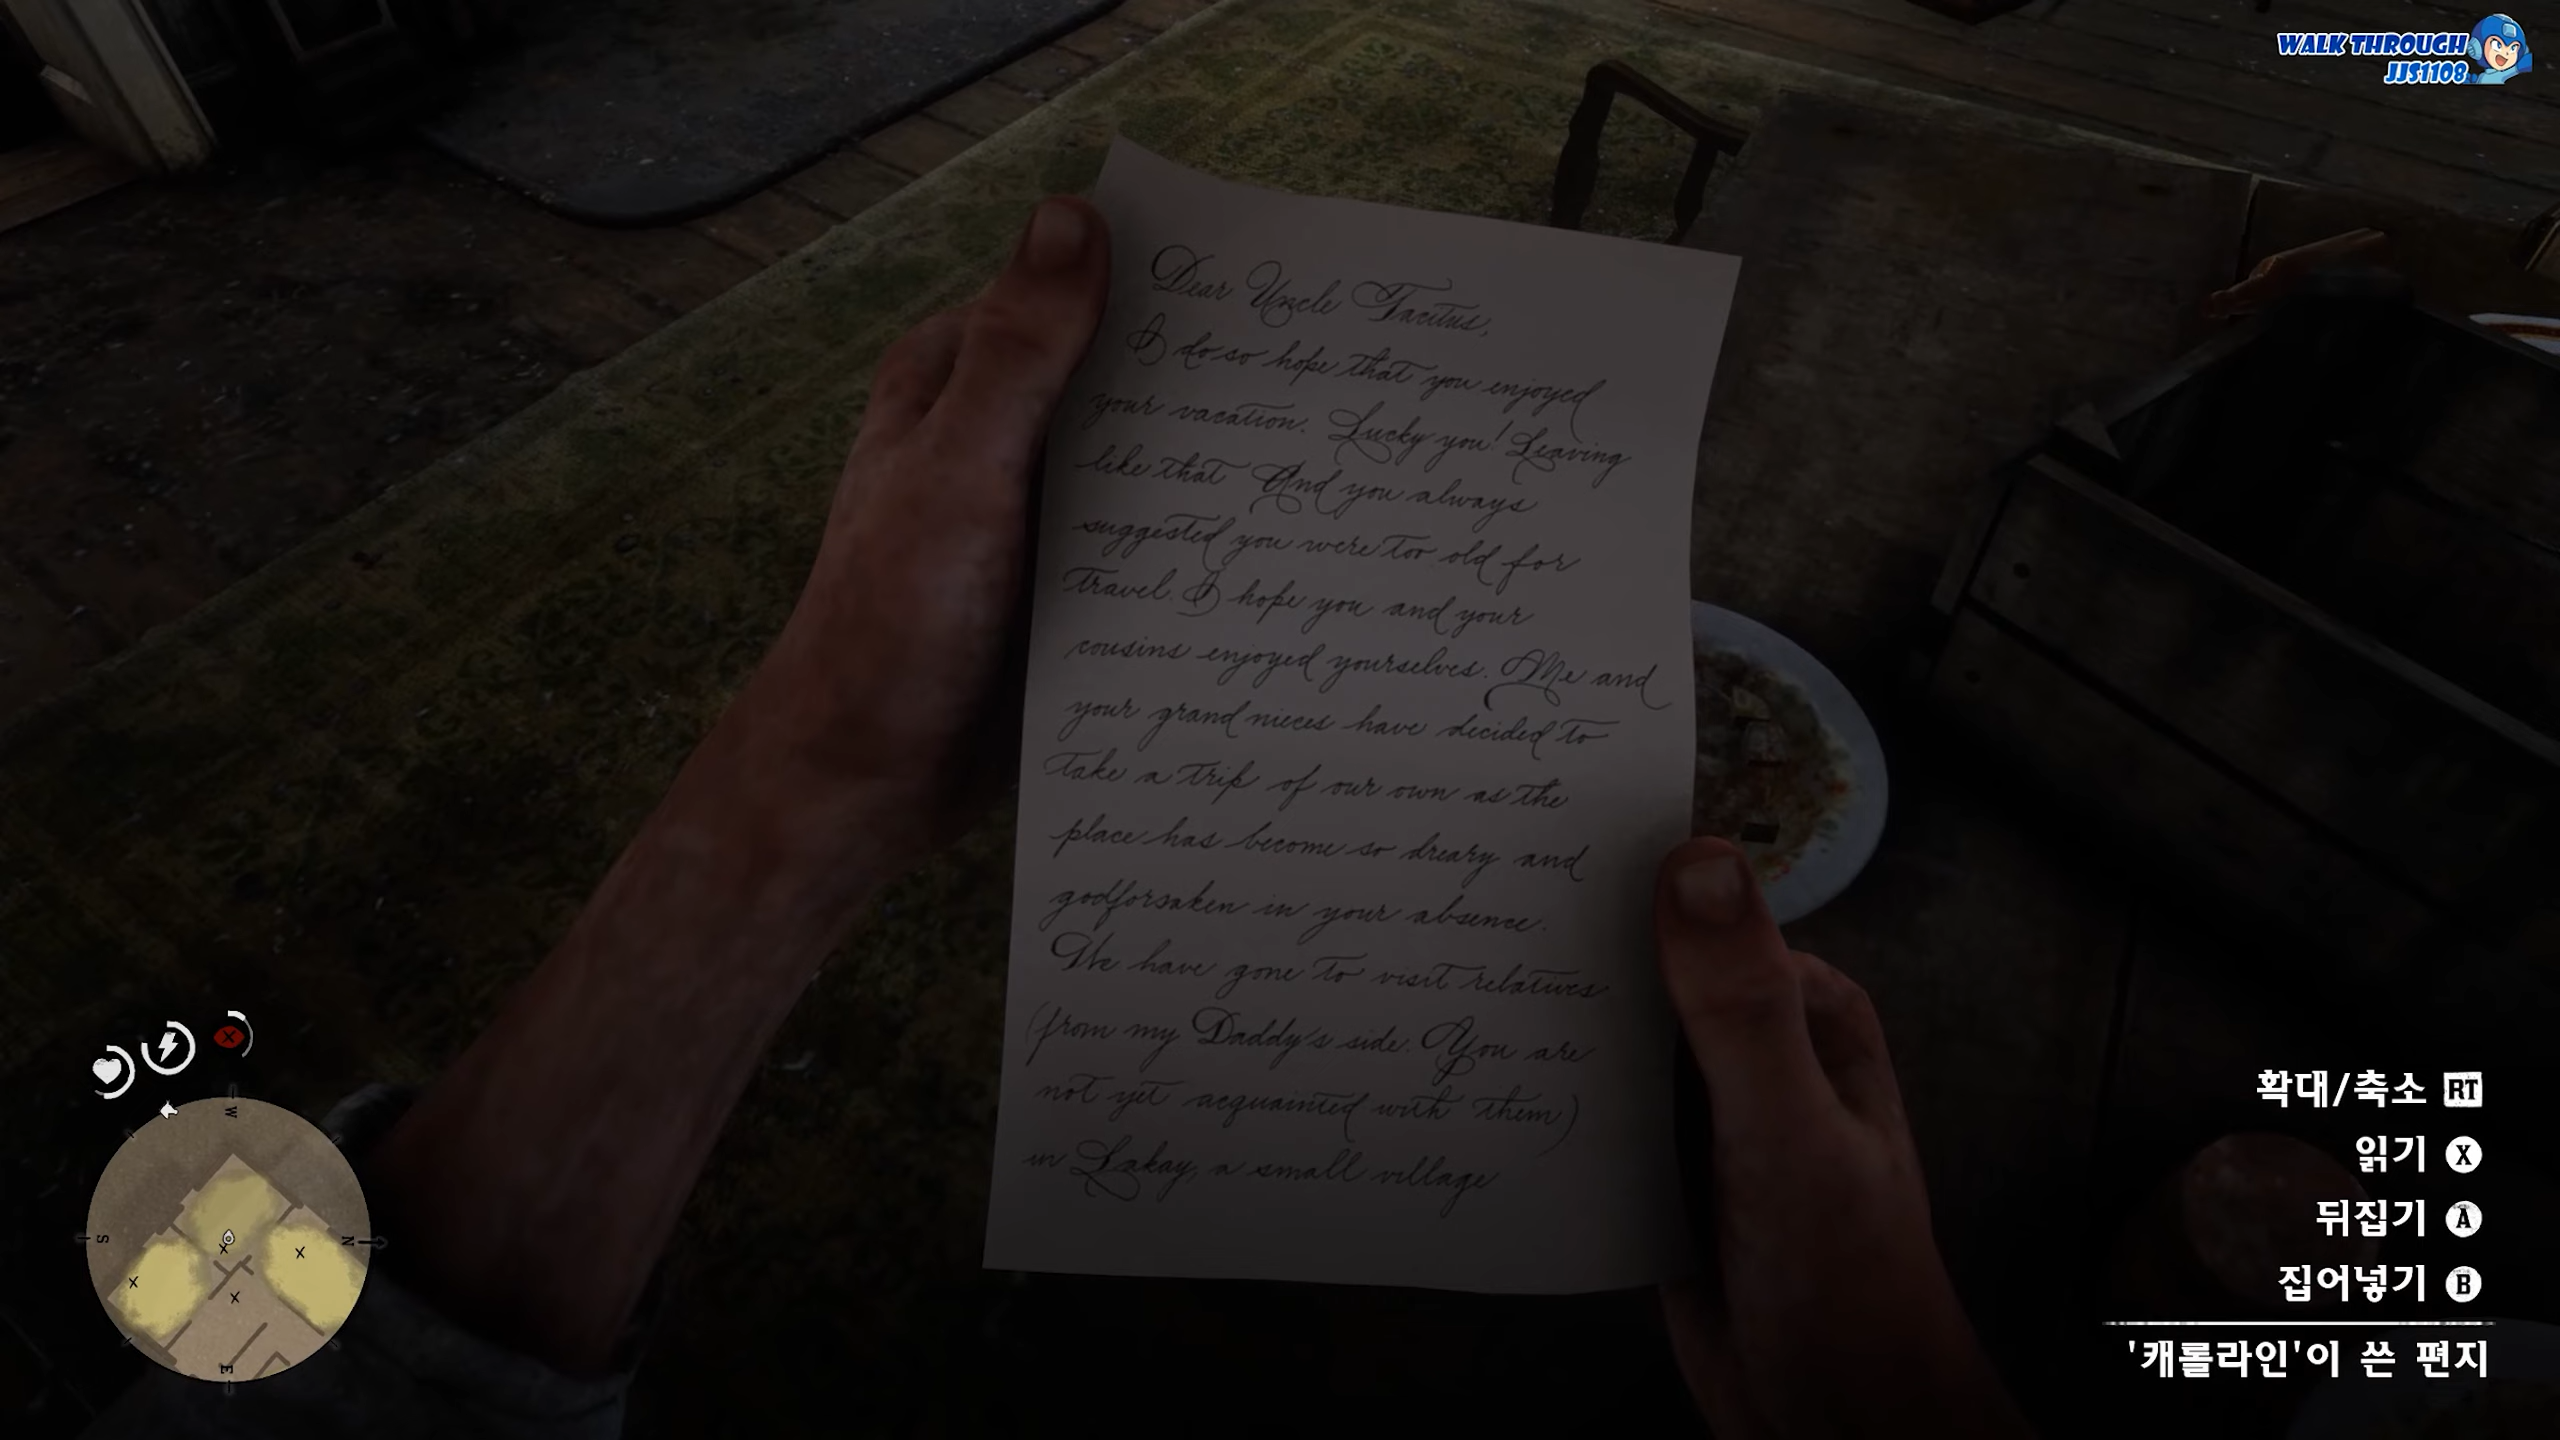 WALK THROUGH
JJS1108
Dear Uncle Tacitus,
I do so hope that you enjoyed
your vacation. Lucky you! Leaving
like that And you always
suggested you were too old for
travel. I hope you and your
cousins enjoyed yourselves. Me and
your grand nieces have decided to
take a trip of our own as the
place has become so dreary and
godforsaken in your absence.
We have gone to visit relatives
(from my Daddy's side. You are
not yet acquainted with them)
in Lakay, a small village
W
S
N
E
확대/축소 RT
읽기 X
뒤집기 A
집어넣기 B
'캐롤라인'이 쓴 편지